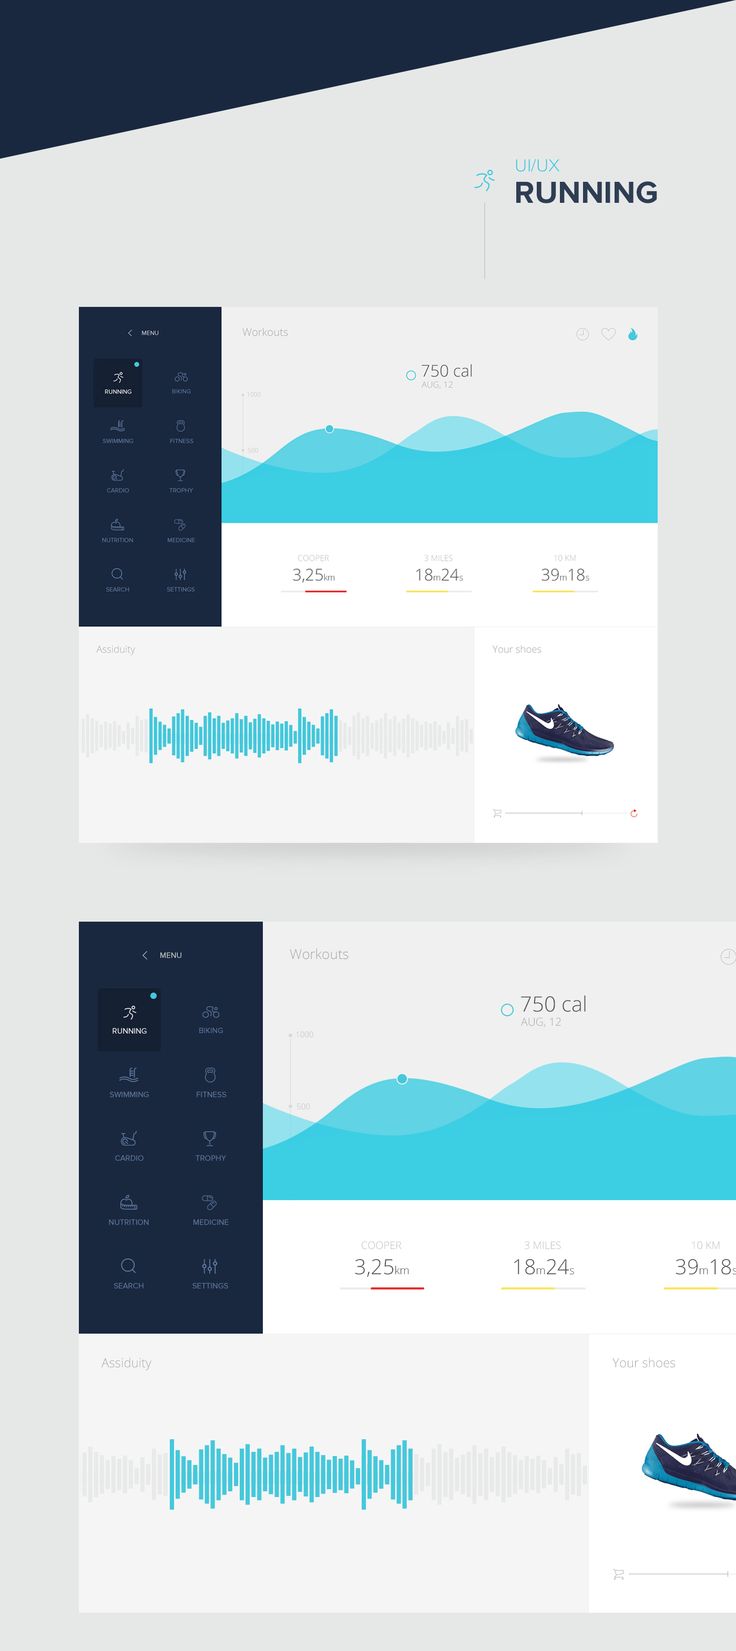 UI/UX
RUNNING
MENU
RUNNING
BIKING
SWIMMING
FITNESS
CARDIO
TROPHY
NUTRITION
MEDICINE
SEARCH
SETTINGS
Workouts
750 cal
AUG, 12
1000
500
COOPER
3,25km
3 MILES
18m24s
10 KM
39m18s
Assiduity
Your shoes
MENU
RUNNING
BIKING
SWIMMING
FITNESS
CARDIO
TROPHY
NUTRITION
MEDICINE
SEARCH
SETTINGS
Workouts
750 cal
AUG, 12
1000
500
COOPER
3,25km
3 MILES
18m24s
10 KM
39m18s
Assiduity
Your shoes